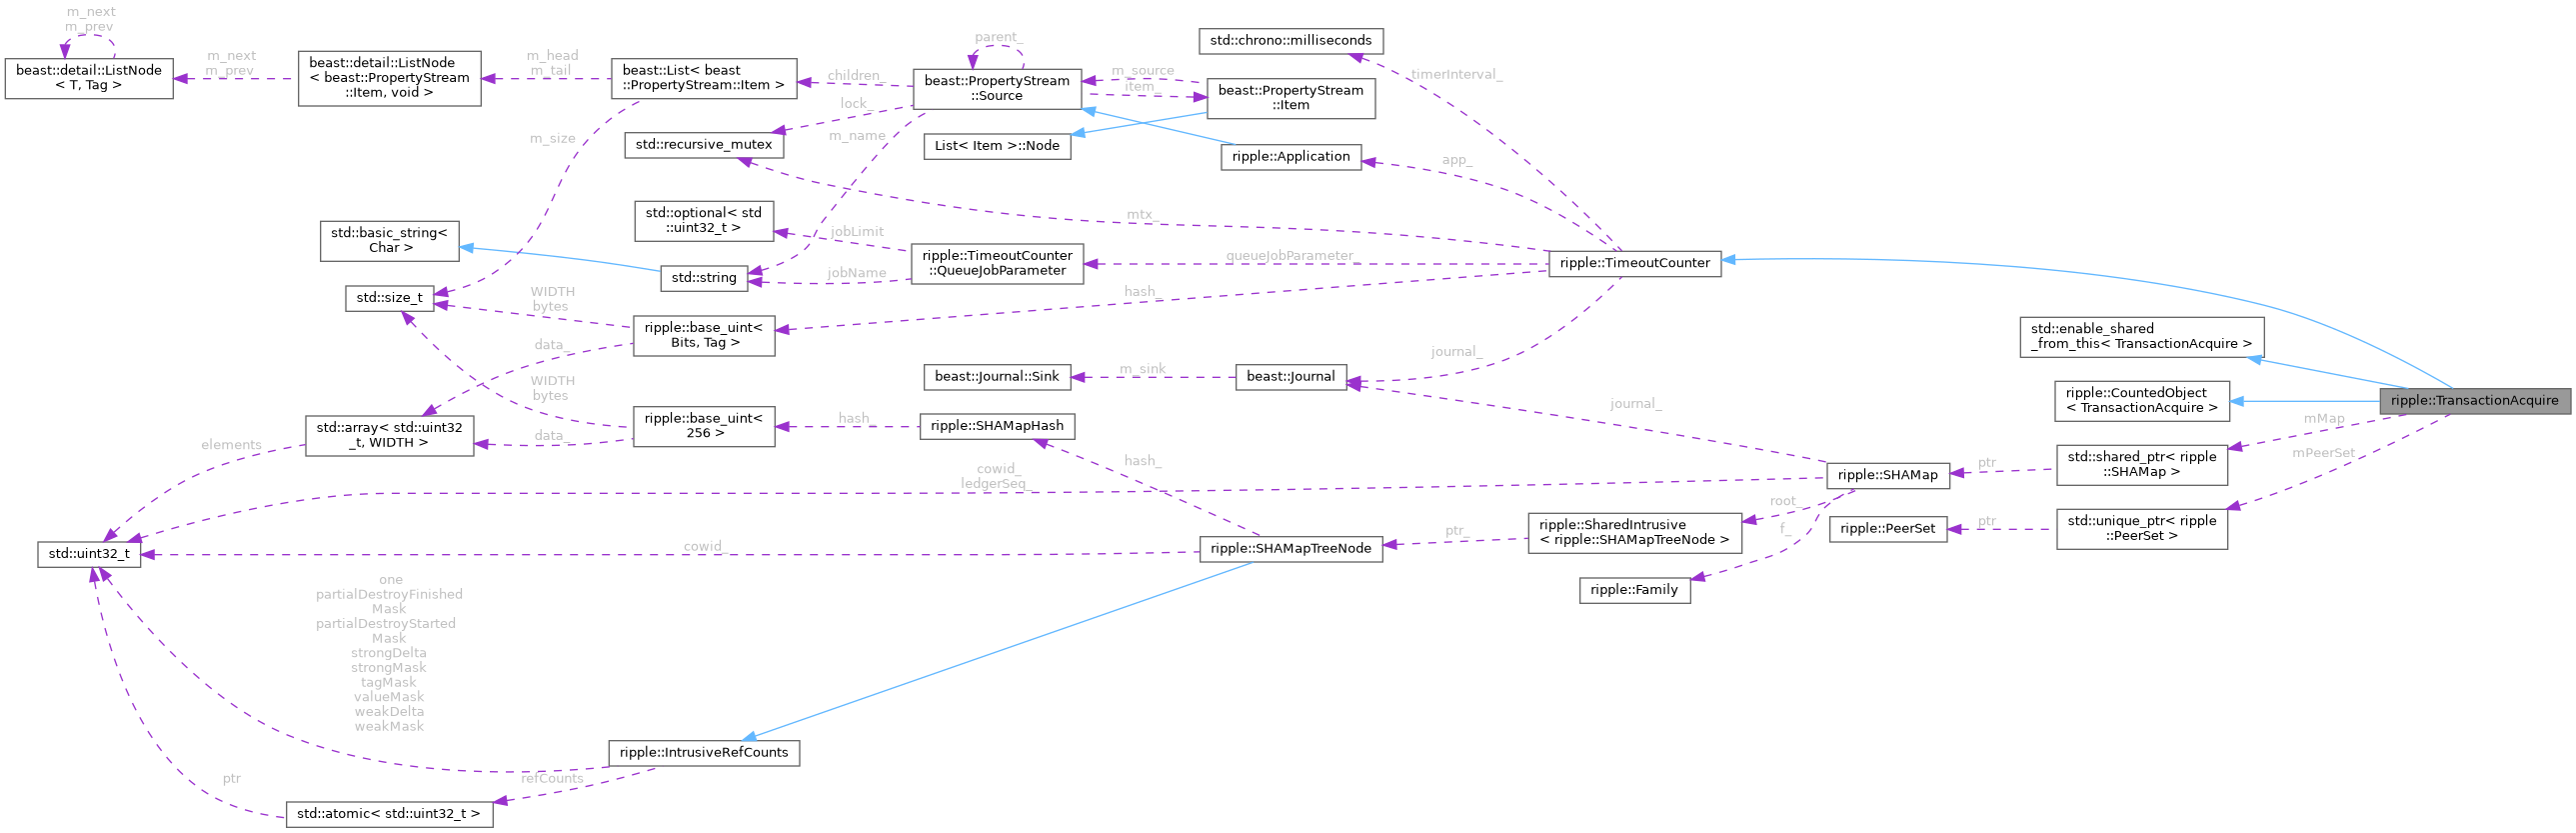 m_next
m_prev
beast::detail::ListNode
< T, Tag >
m_next
m_prev
beast::detail::ListNode
< beast::PropertyStream
::Item, void >
m_head
m_tail
beast::List< beast
::PropertyStream::Item >
children_
parent_
beast::PropertyStream
::Source
m_source
item_
beast::PropertyStream
::Item
std::chrono::milliseconds
timerInterval_
lock_
m_size
std::recursive_mutex
m_name
List< Item >::Node
ripple::Application
app_
std::optional< std
::uint32_t >
mtx_
std::basic_string<
Char >
jobLimit
ripple::TimeoutCounter
::QueueJobParameter
queueJobParameter_
ripple::TimeoutCounter
std::string
jobName
std::size_t
WIDTH
bytes
hash_
ripple::base_uint<
Bits, Tag >
std::enable_shared
_from_this< TransactionAcquire >
data_
journal_
WIDTH
bytes
beast::Journal::Sink
m_sink
beast::Journal
ripple::CountedObject
< TransactionAcquire >
ripple::TransactionAcquire
journal_
mMap
std::array< std::uint32
_t, WIDTH >
data_
ripple::base_uint<
256 >
hash_
ripple::SHAMapHash
elements
mPeerSet
hash_
cowid_
ledgerSeq_
ripple::SHAMap
ptr
std::shared_ptr< ripple
::SHAMap >
root_
f_
ripple::SharedIntrusive
< ripple::SHAMapTreeNode >
ripple::PeerSet
ptr
std::unique_ptr< ripple
::PeerSet >
std::uint32_t
cowid_
ripple::SHAMapTreeNode
ptr_
ripple::Family
one
partialDestroyFinished
Mask
partialDestroyStarted
Mask
strongDelta
strongMask
tagMask
valueMask
weakDelta
weakMask
ripple::IntrusiveRefCounts
ptr
refCounts
std::atomic< std::uint32_t >